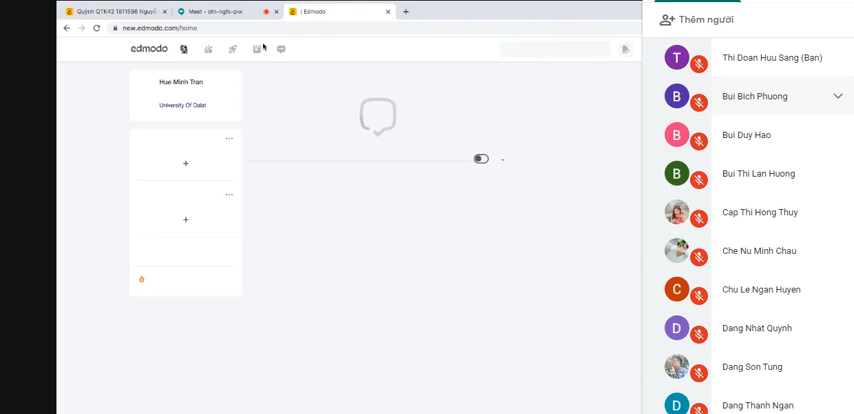 Quỳnh QTK42 1811598 Nguyễ
Meet – otn-ngfs-piw
| Edmodo
new.edmodo.com/home
edmodo
Hue Minh Tran
University Of Dalat
Thêm người
T
Thi Doan Huu Sang (Bạn)
B
Bui Bich Phuong
B
Bui Duy Hao
B
Bui Thi Lan Huong
Cap Thi Hong Thuy
Che Nu Minh Chau
C
Chu Le Ngan Huyen
D
Dang Nhat Quynh
Dang Son Tung
D
Dang Thanh Ngan